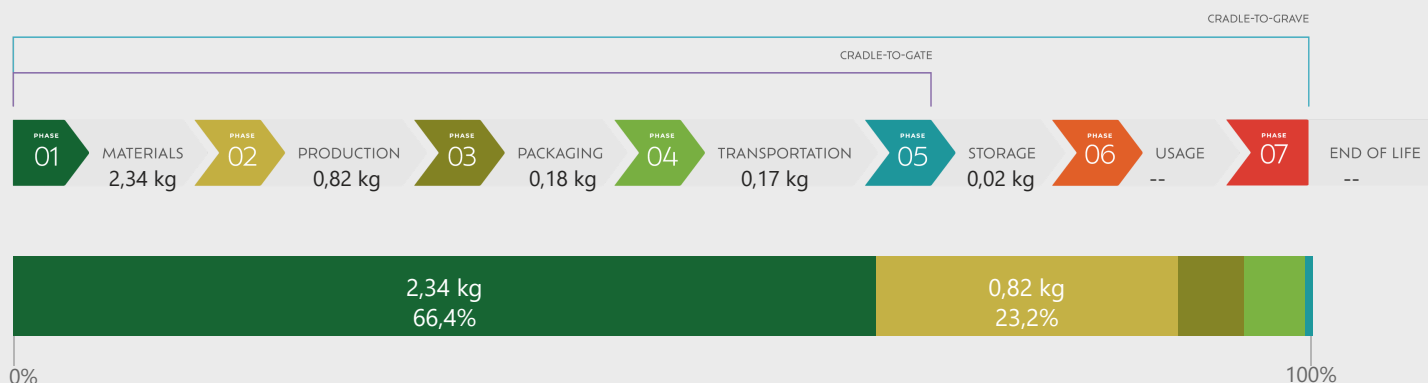 CRADLE-TO-GRAVE
CRADLE-TO-GATE
PHASE
01
MATERIALS
2,34 kg
PHASE
02
PRODUCTION
0,82 kg
PHASE
03
PACKAGING
0,18 kg
PHASE
04
TRANSPORTATION
0,17 kg
PHASE
05
STORAGE
0,02 kg
PHASE
06
USAGE
--
PHASE
07
END OF LIFE
--
2,34 kg
66,4%
0,82 kg
23,2%
0%
100%